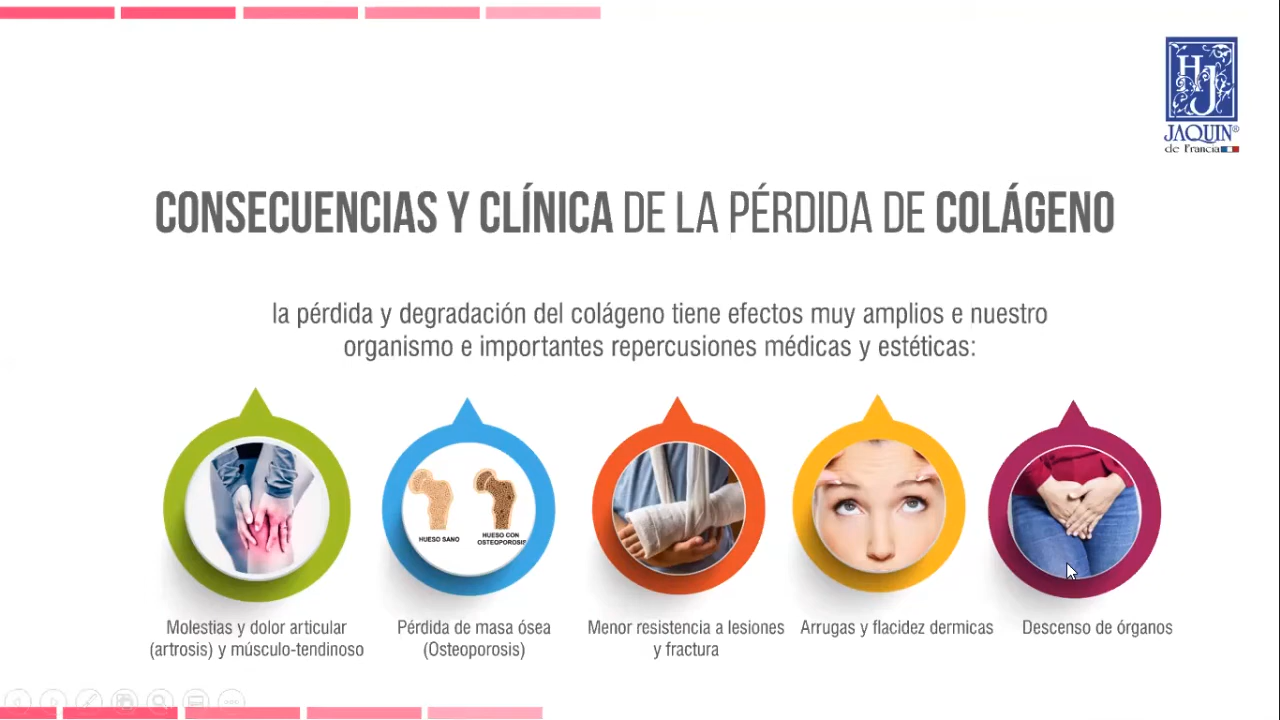 HJ
JAQUIN®
de Francia
CONSECUENCIAS Y CLÍNICA DE LA PÉRDIDA DE COLÁGENO
la pérdida y degradación del colágeno tiene efectos muy amplios e nuestro
organismo e importantes repercusiones médicas y estéticas:
HUESO SANO
HUESO CON
OSTEOPOROSIS
Molestias y dolor articular
(artrosis) y músculo-tendinoso
Pérdida de masa ósea
(Osteoporosis)
Menor resistencia a lesiones
y fractura
Arrugas y flacidez dermicas
Descenso de órganos